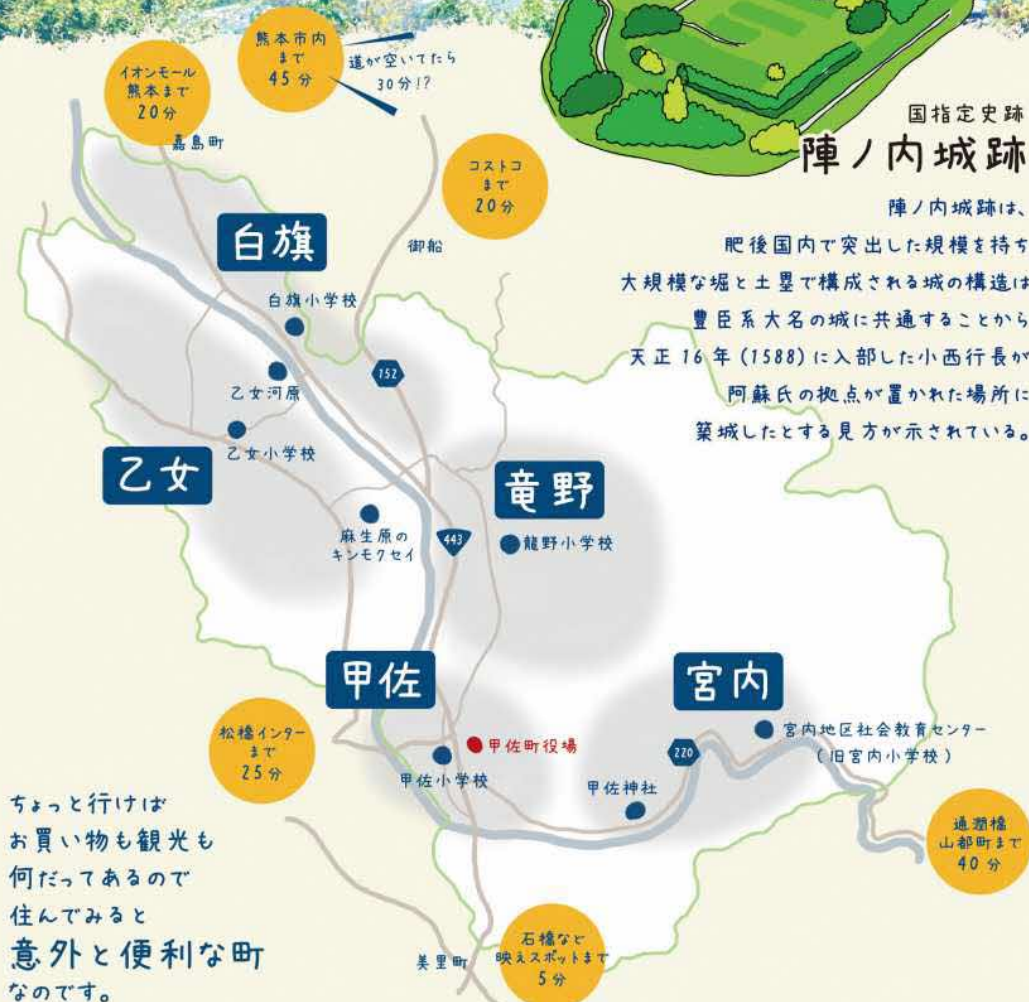 熊本市内
まで
45分
道が空いてたら
30分!?
イオンモール
熊本まで
20分
嘉島町
コストコ
まで
20分
御船
国指定史跡
陣ノ内城跡
陣ノ内城跡は、
肥後国内で突出した規模を持ち
大規模な堀と土塁で構成される城の構造は
豊臣系大名の城に共通することから
天正16年(1588)に入部した小西行長が
阿蘇氏の拠点が置かれた場所に
築城したとする見方が示されている。
白旗
白旗小学校
152
乙女河原
乙女小学校
乙女
竜野
麻生原の
キンモクセイ
443
龍野小学校
甲佐
宮内
松橋インター
まで
25分
甲佐町役場
甲佐小学校
220
宮内地区社会教育センター
(旧宮内小学校)
甲佐神社
通潤橋
山都町まで
40分
ちょっと行けば
お買い物も観光も
何だってあるので
住んでみると
意外と便利な町
なのです。
美里町
石橋など
映えスポットまで
5分